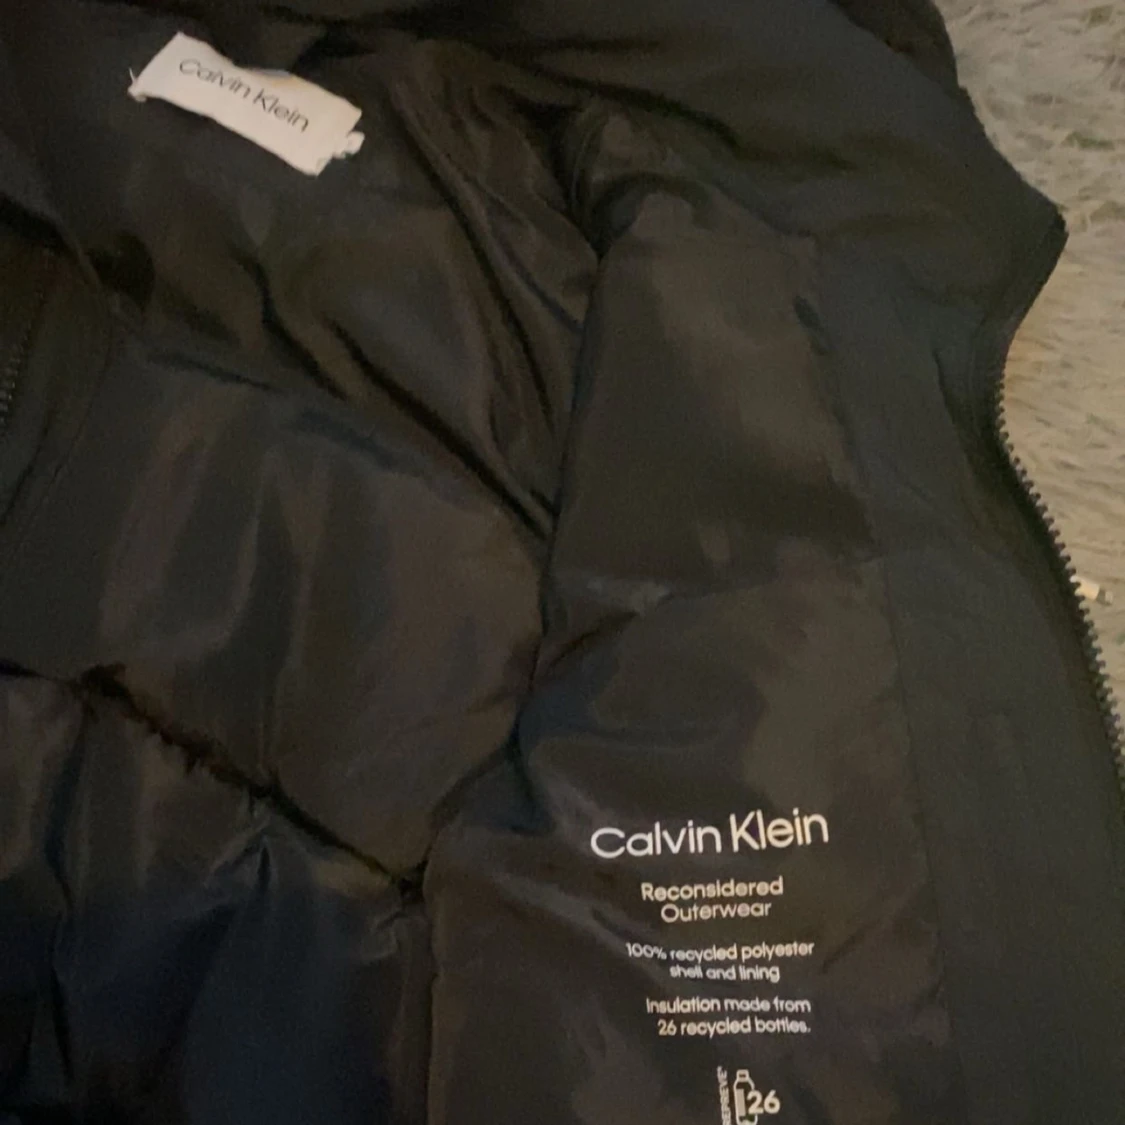 Calvin Klein
Calvin Klein
Reconsidered
Outerwear
100% recycled polyester
shell and lining
Insulation made from
26 recycled bottles.
REPREVE®
26